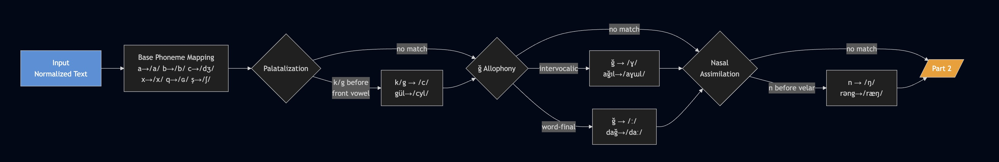 Input
Normalized Text
Base Phoneme Mapping
a→/a/ b→/b/ c→/dʒ/
x→/x/ q→/ɢ/ ş→/ʃ/
Palatalization
no match
k/g before
front vowel
k/g → /c/
gül→/cyl/
ğ Allophony
no match
intervocalic
ğ → /ɣ/
ağıl→/aɣɯl/
word-final
ğ → /ː/
dağ→/daː/
Nasal
Assimilation
no match
n before velar
n → /ŋ/
rəng→/ræŋ/
Part 2